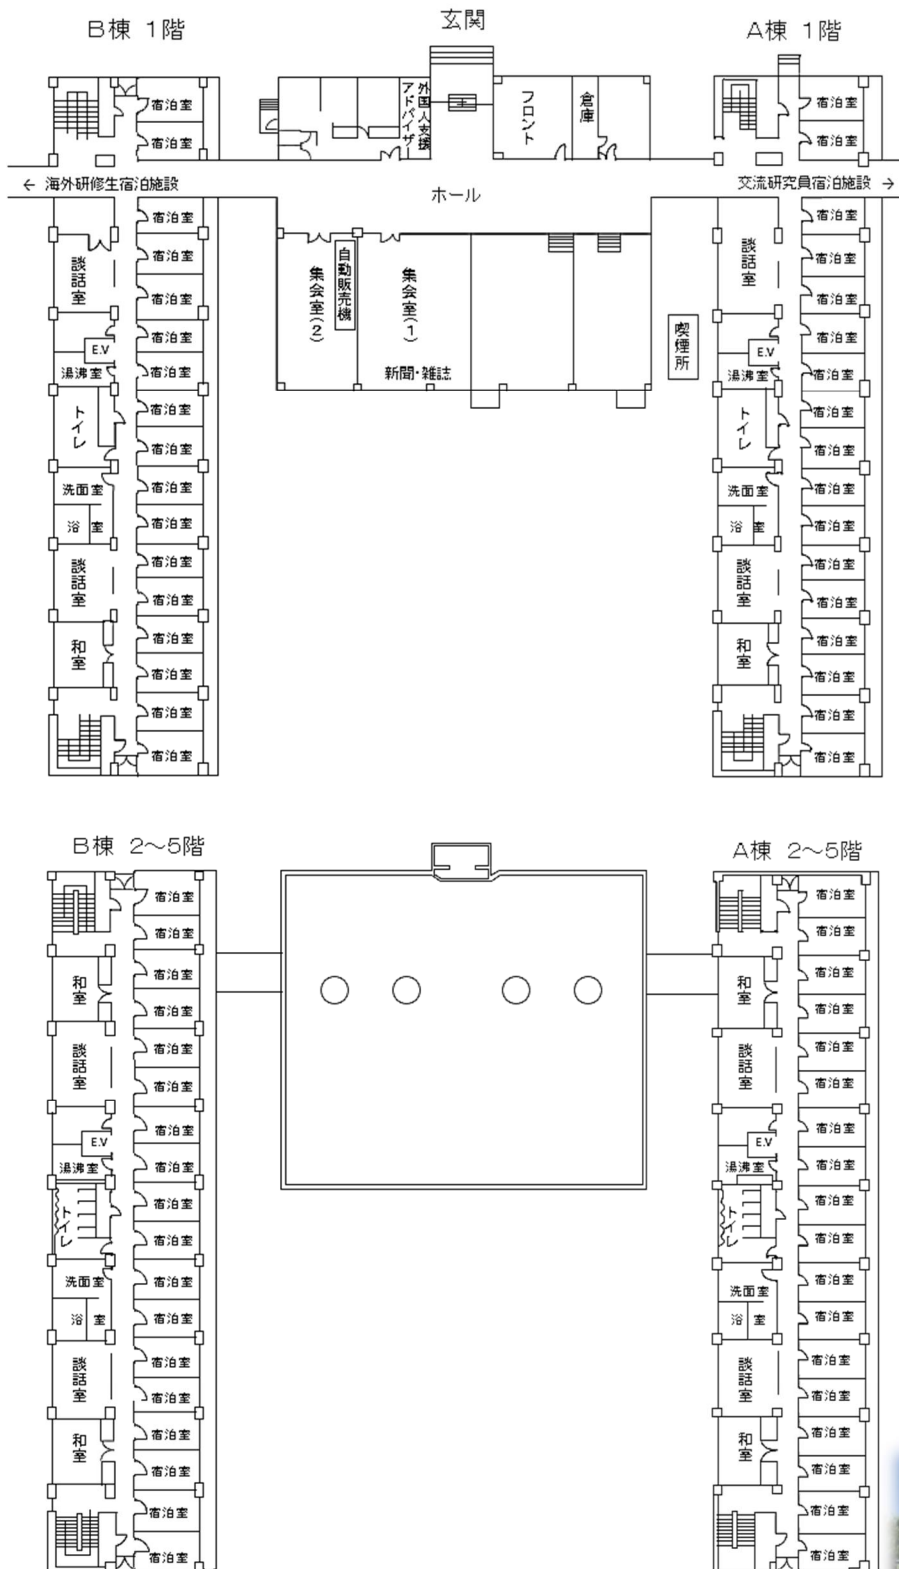 玄関
B棟 1階
宿泊室
宿泊室
← 海外研修生宿泊施設
宿泊室
宿泊室
談話室
宿泊室
宿泊室
E.V
湯沸室
宿泊室
宿泊室
トイレ
宿泊室
洗面室
宿泊室
浴室
宿泊室
談話室
宿泊室
宿泊室
和室
宿泊室
宿泊室
宿泊室
宿泊室
外国人支援
アドバイザ
フロント
倉庫
ホール
集会室(2)
自動販売機
集会室(1)
新聞・雑誌
喫煙所
A棟 1階
宿泊室
宿泊室
交流研究員宿泊施設 →
宿泊室
談話室
宿泊室
宿泊室
宿泊室
E.V
湯沸室
宿泊室
トイレ
宿泊室
宿泊室
洗面室
宿泊室
浴室
宿泊室
談話室
宿泊室
宿泊室
和室
宿泊室
宿泊室
宿泊室
宿泊室
B棟 2～5階
宿泊室
宿泊室
宿泊室
和室
宿泊室
談話室
宿泊室
宿泊室
宿泊室
E.V
湯沸室
宿泊室
宿泊室
トイレ
宿泊室
洗面室
宿泊室
浴室
宿泊室
談話室
宿泊室
宿泊室
宿泊室
和室
宿泊室
宿泊室
宿泊室
A棟 2～5階
宿泊室
宿泊室
宿泊室
和室
宿泊室
談話室
宿泊室
宿泊室
宿泊室
E.V
湯沸室
宿泊室
宿泊室
トイレ
宿泊室
宿泊室
洗面室
浴室
宿泊室
談話室
宿泊室
宿泊室
宿泊室
和室
宿泊室
宿泊室
宿泊室